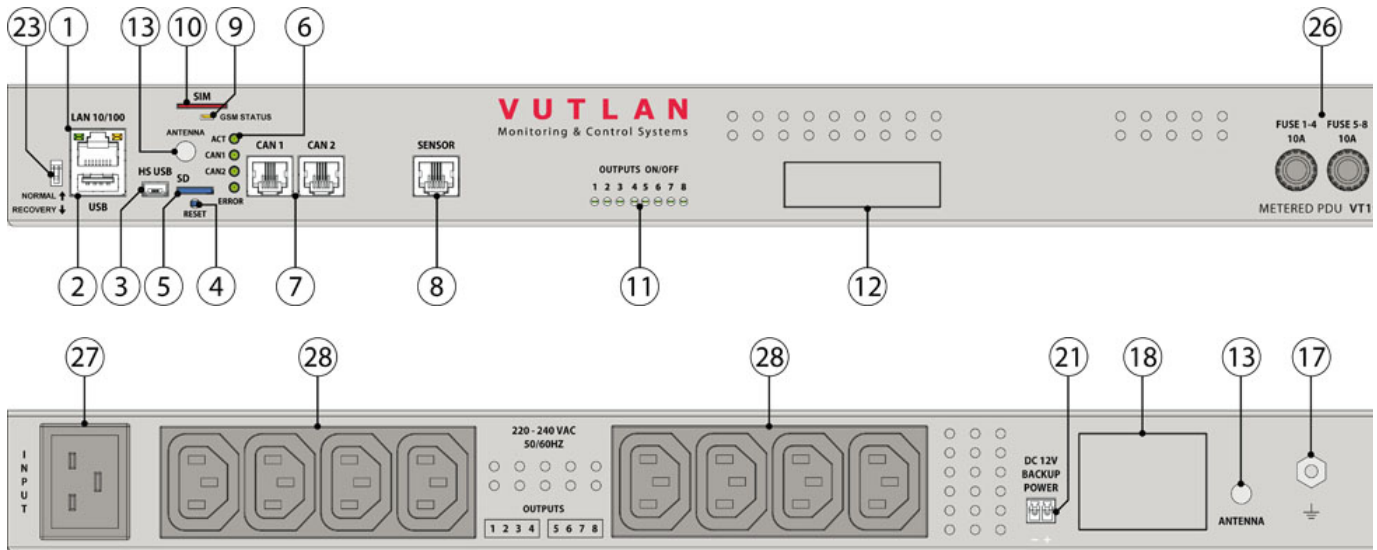 23 1 13 10 9 6 26
SIM
GSM STATUS
LAN 10/100
ANTENNA
ACT
CAN1
CAN2
ERROR
CAN 1 CAN 2
SENSOR
HS USB
SD
RESET
NORMAL
RECOVERY
USB
VUTLAN
Monitoring & Control Systems
OUTPUTS ON/OFF
1 2 3 4 5 6 7 8
FUSE 1-4 FUSE 5-8
10A 10A
METERED PDU VT1
2 3 5 4 7 8 11 12
27 28 28 21 18 13 17
INPUT
220 - 240 VAC
50/60HZ
OUTPUTS
1 2 3 4 5 6 7 8
DC 12V
BACKUP
POWER
- +
ANTENNA